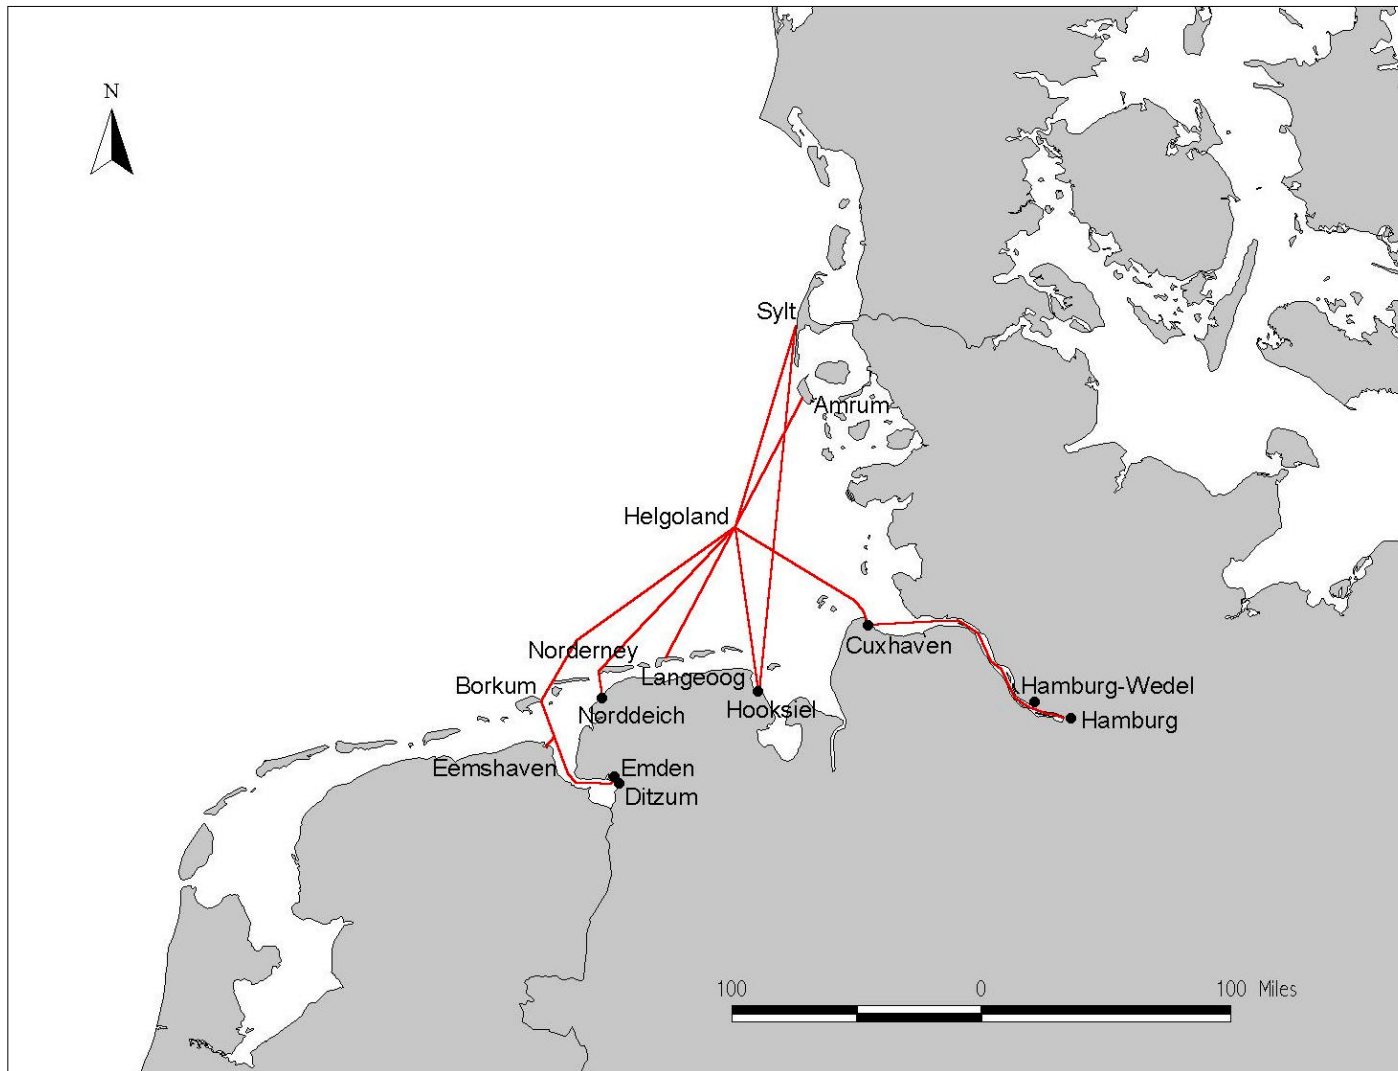 N
Sylt
Amrum
Helgoland
Norderney
Cuxhaven
Langeoog
Borkum
Hamburg-Wedel
Norddeich
Hooksiel
Hamburg
Eemshaven
Emden
Ditzum
100 0 100 Miles